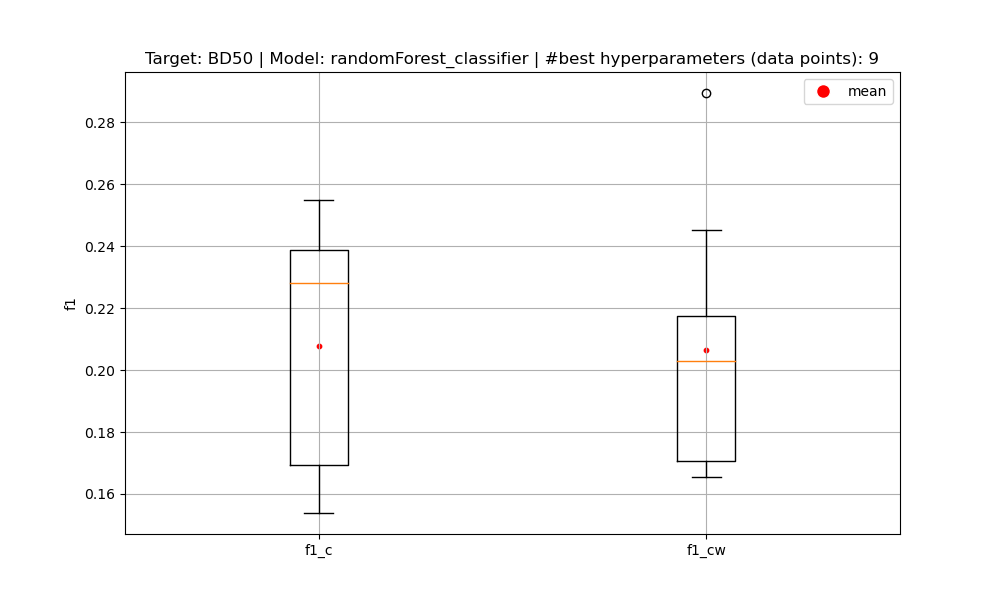 Target: BD50 | Model: randomForest_classifier | #best hyperparameters (data points): 9
mean
0.28
0.26
0.24
0.22
0.20
0.18
0.16
f1
f1_c
f1_cw